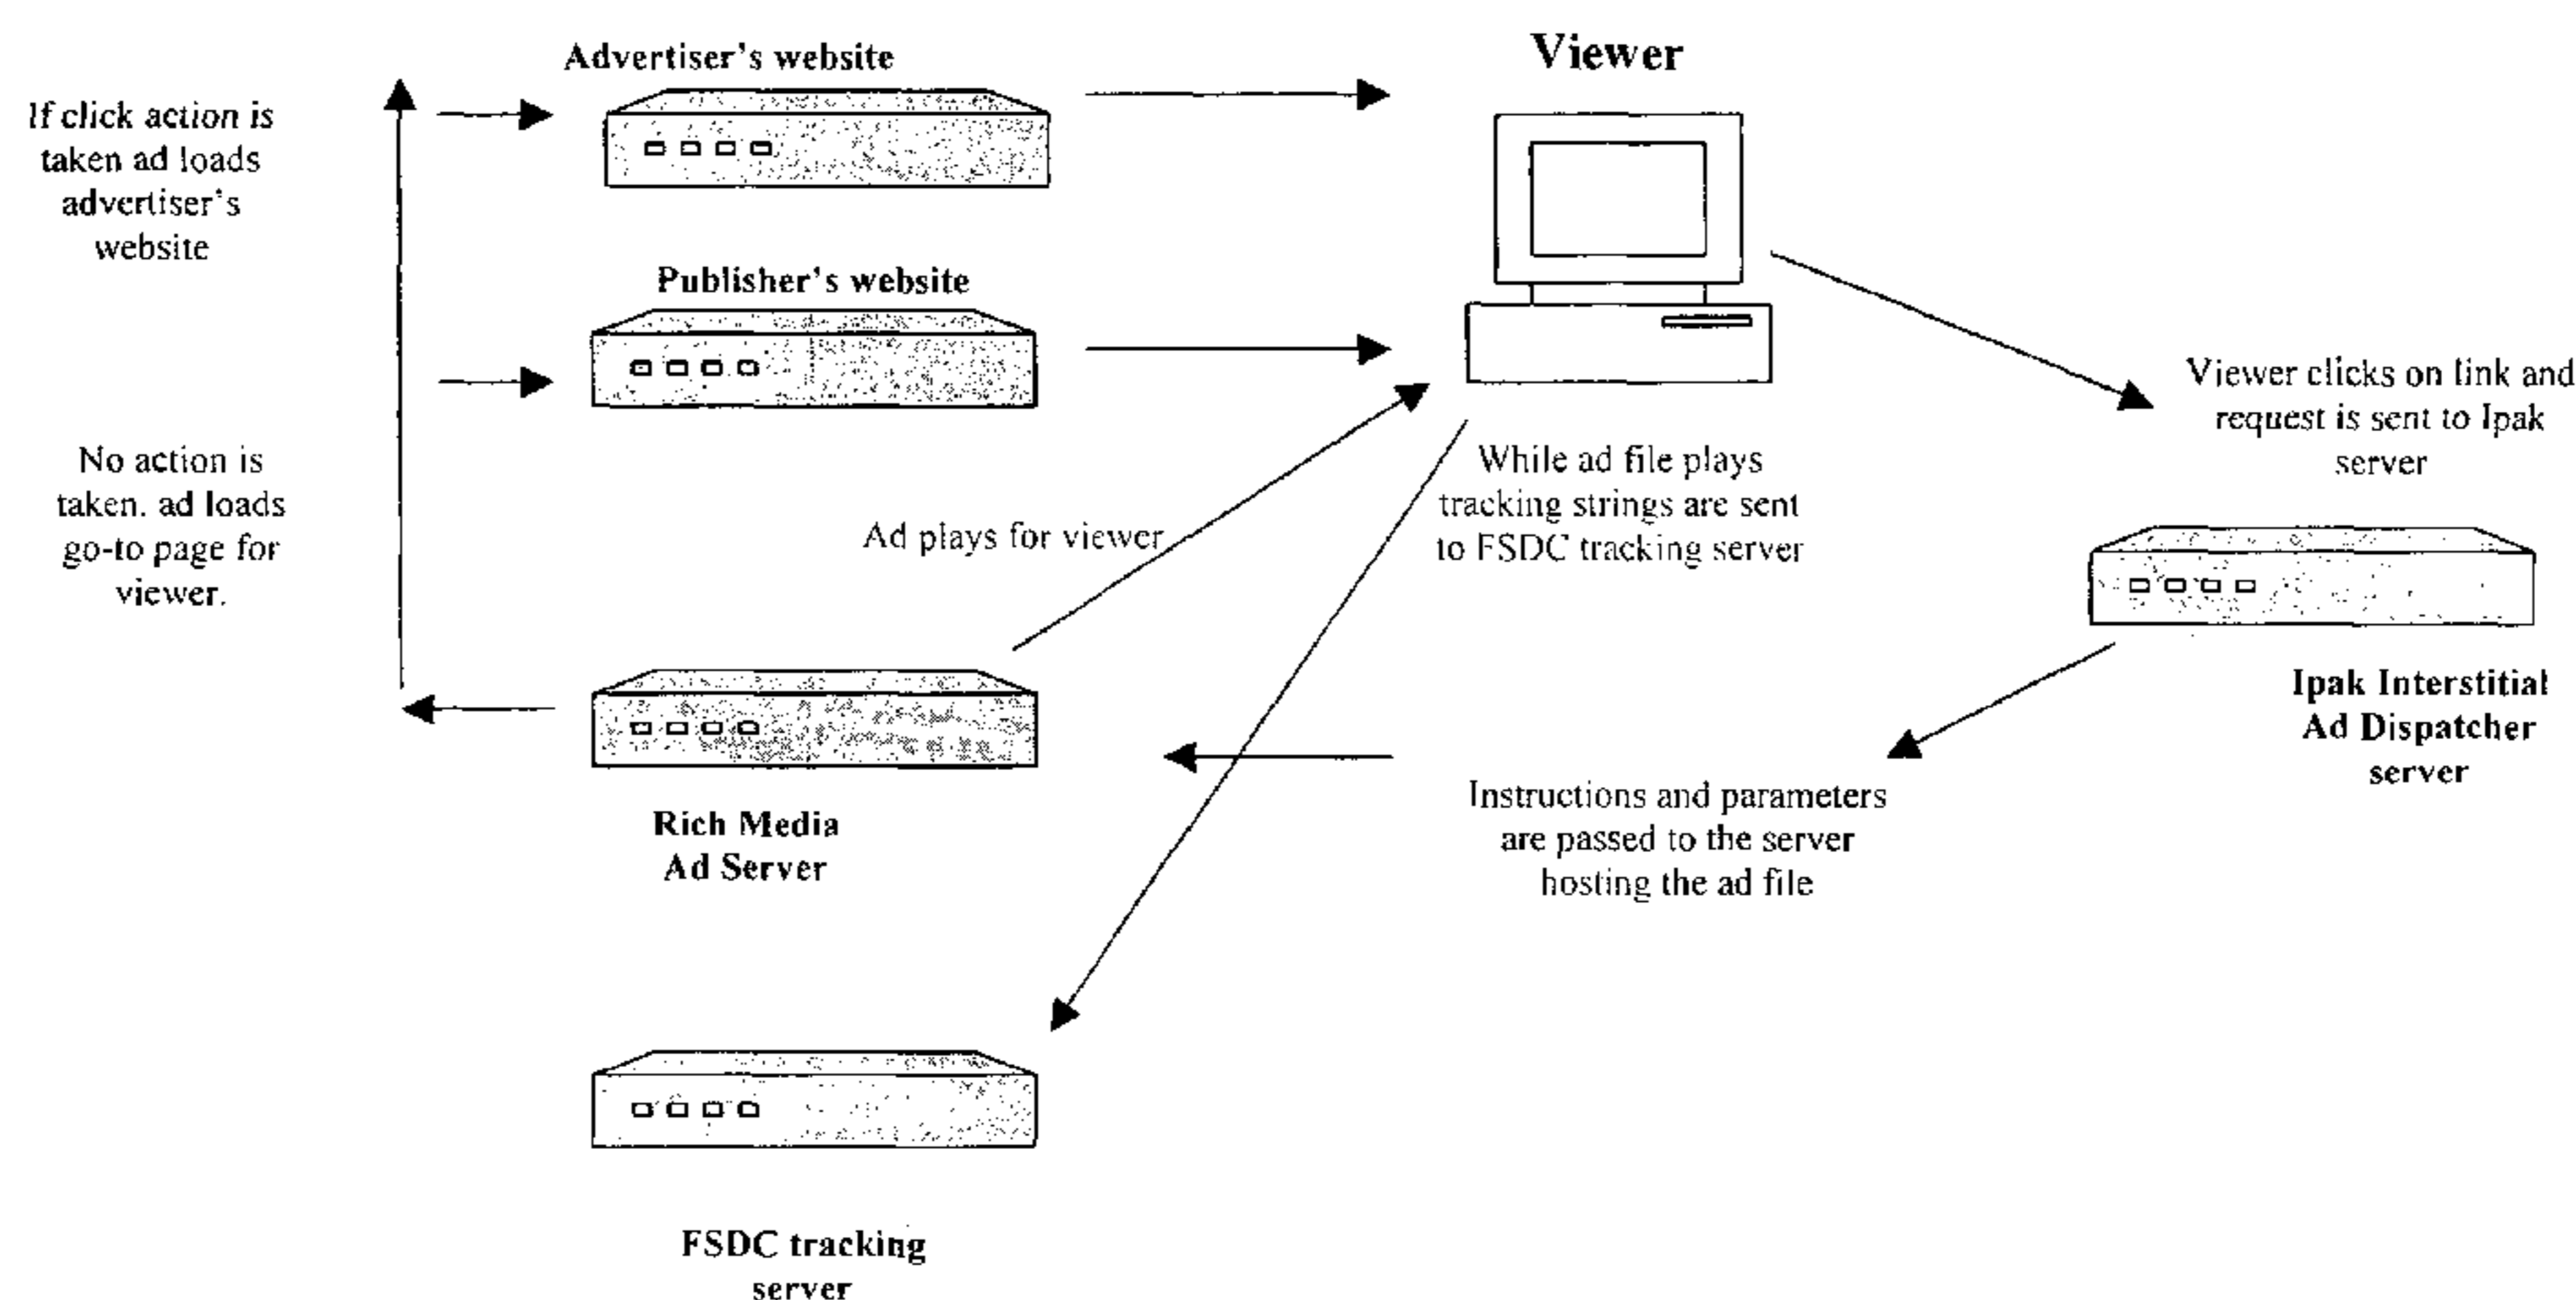 Advertiser's website
Viewer
If click action is
taken ad loads
advertiser's
website
Publisher's website
Viewer clicks on link and
request is sent to Ipak
server
No action is
taken. ad loads
go-to page for
viewer.
Ad plays for viewer
While ad file plays
tracking strings are sent
to FSDC tracking server
Ipak Interstitial
Ad Dispatcher
server
Instructions and parameters
are passed to the server
hosting the ad file
Rich Media
Ad Server
FSDC tracking
server